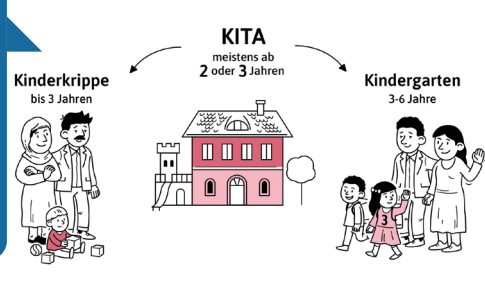 KITA
meistens ab
2 oder 3 Jahren
Kinderkrippe
bis 3 Jahren
Kindergarten
3-6 Jahre
3